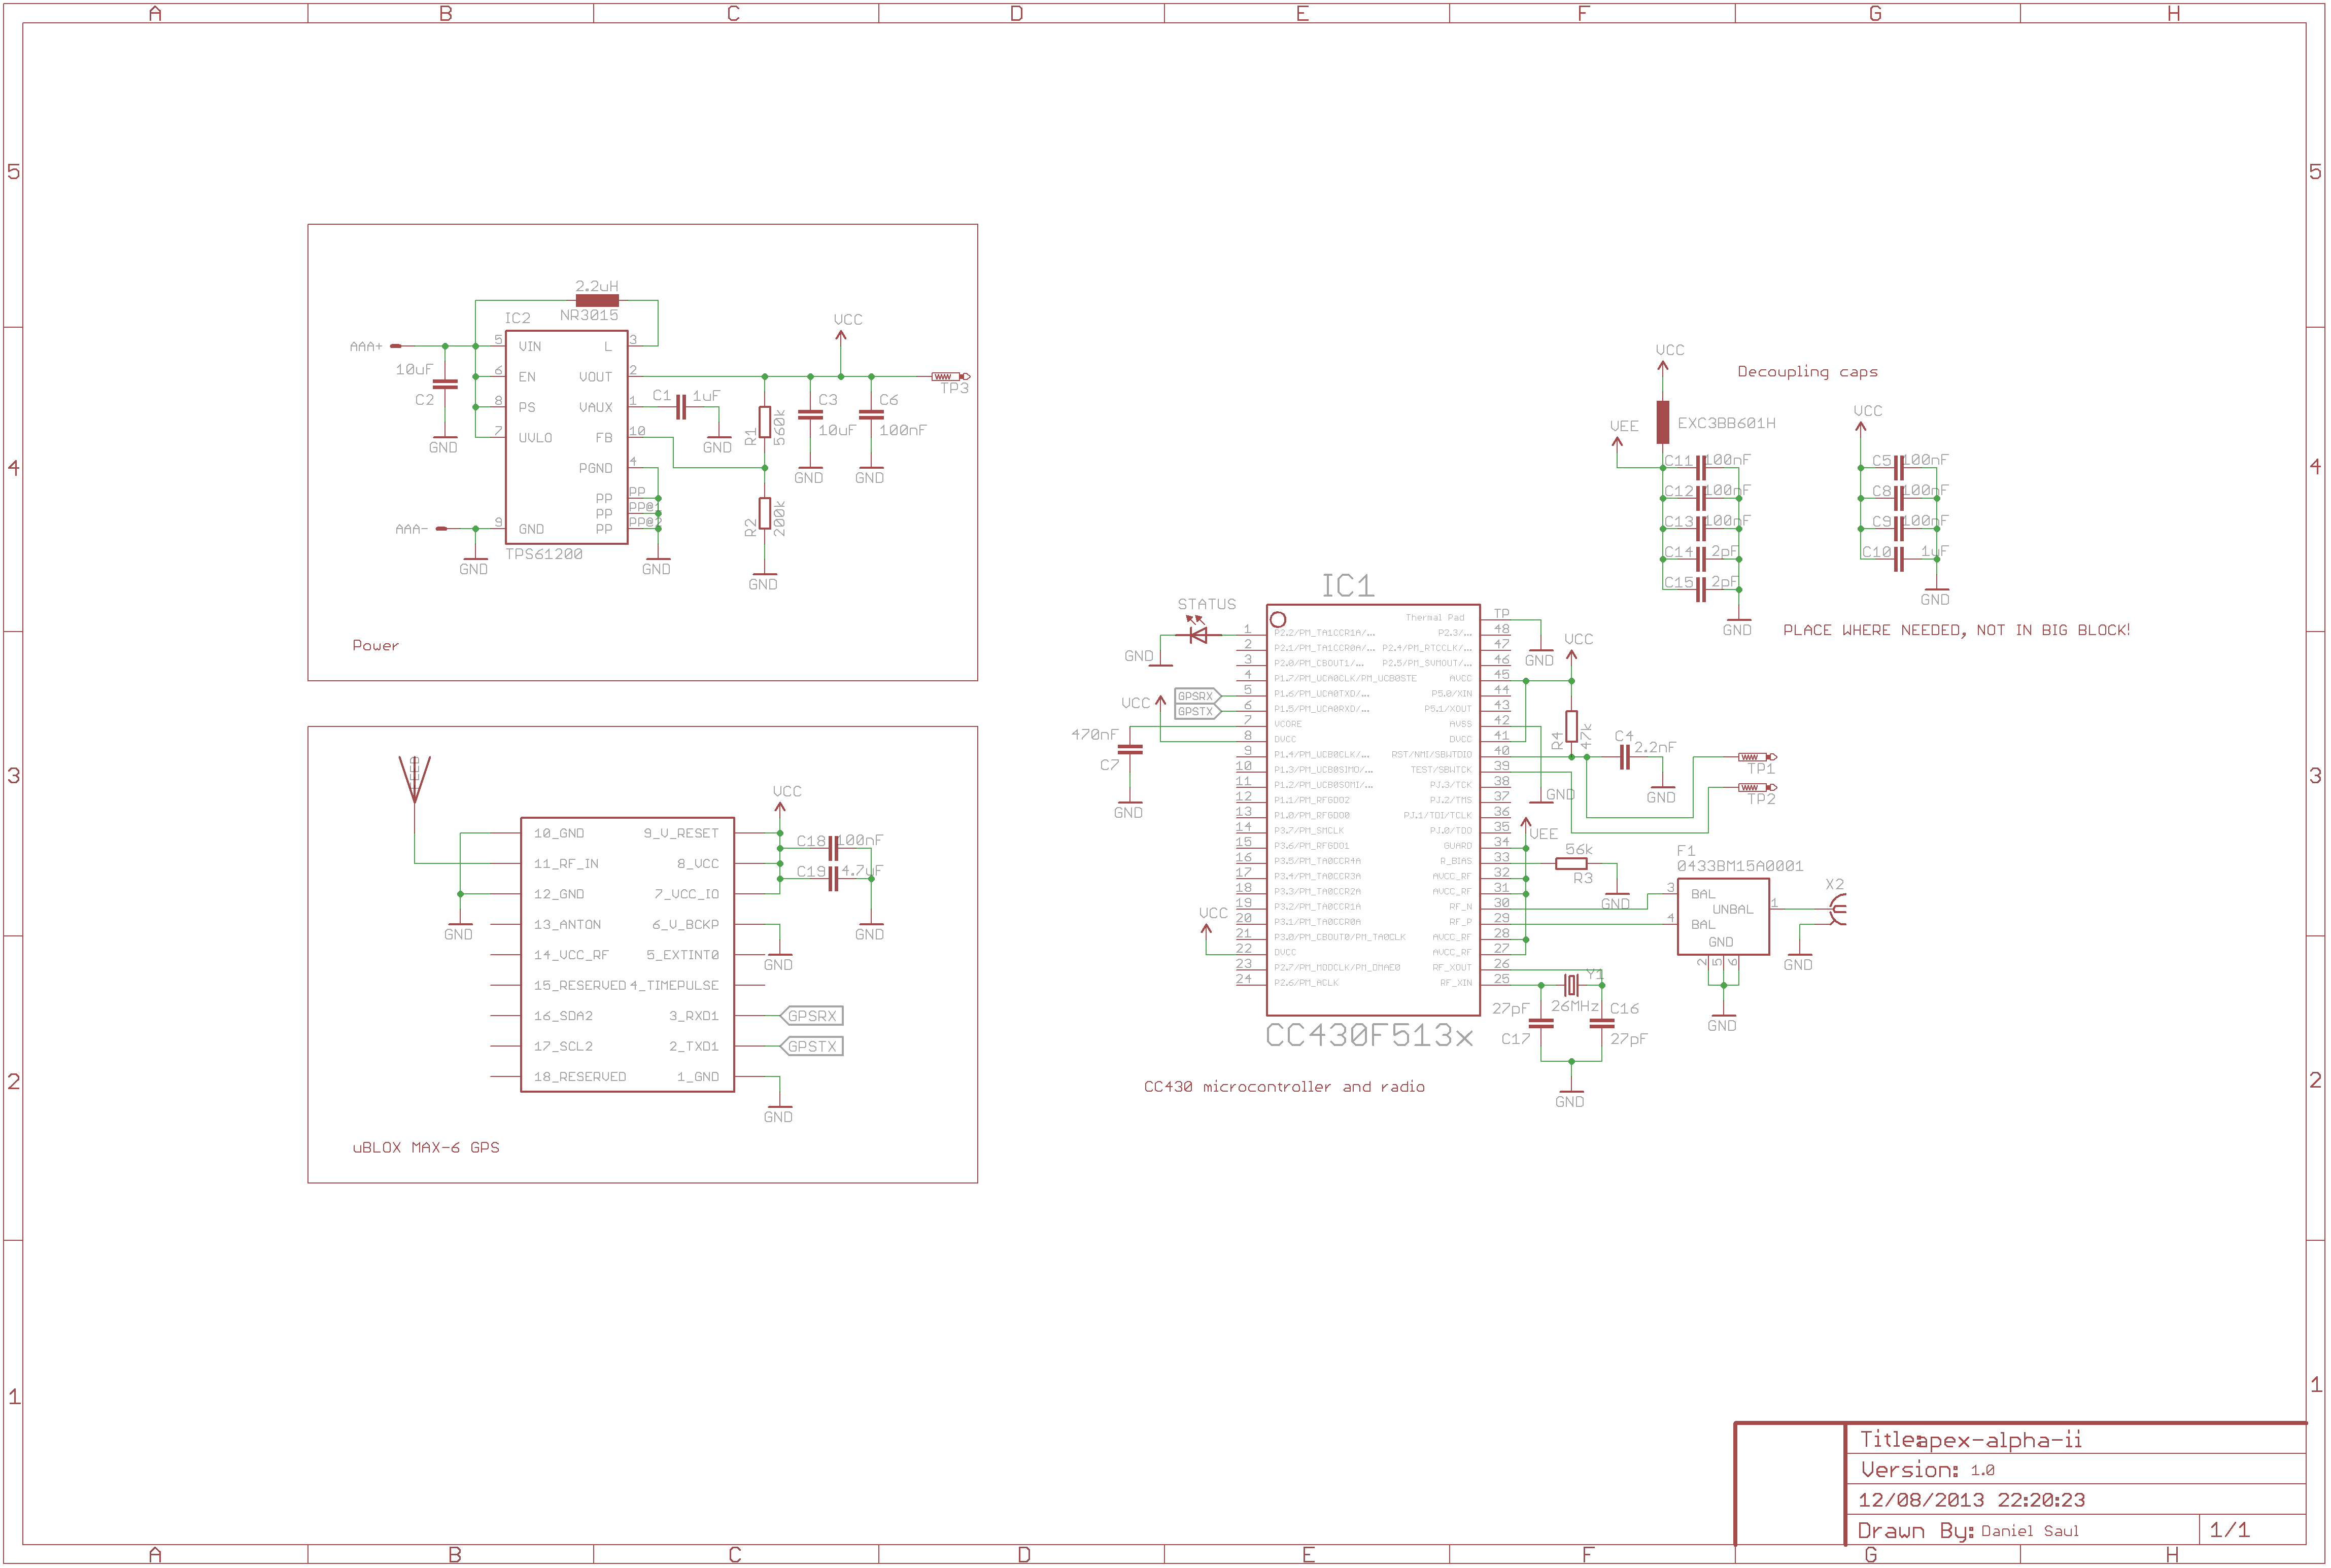 A B C D E F G H
5 5
4 4
3 3
2 2
1 1
2.2uH
NR3015
IC2
AAA+
10uF
C2
GND
5 VIN
6 EN
8 PS
7 UVLO
9 GND
L 3
VOUT 2
VAUX 1
FB 10
PGND 4
PP PP
PP PP@1
PP PP@2
AAA-
GND
TPS61200
GND
C1 1uF
GND
R1 560k
R2 200k
GND
VCC
C3
10uF
GND
C6
100nF
GND
TP3
Power
10_GND
11_RF_IN
12_GND
13_ANTON
14_VCC_RF
15_RESERVED
16_SDA2
17_SCL2
18_RESERVED
9_V_RESET
8_VCC
7_VCC_IO
6_V_BCKP
5_EXTINT0
4_TIMEPULSE
3_RXD1
2_TXD1
1_GND
GND
VCC
C18 100nF
C19 4.7uF
GND
GND
GPSRX
GPSTX
GND
uBLOX MAX-6 GPS
IC1
STATUS
GND
GPSRX
GPSTX
VCC
470nF
C7
GND
VCC
1 P2.2/PM_TA1CCR1A/...
2 P2.1/PM_TA1CCR0A/...
3 P2.0/PM_CBOUT1/...
4 P1.7/PM_UCA0CLK/PM_UCB0STE
5 P1.6/PM_UCA0TXD/...
6 P1.5/PM_UCA0RXD/...
7 VCORE
8 DVCC
9 P1.4/PM_UCB0CLK/...
10 P1.3/PM_UCB0SIMO/...
11 P1.2/PM_UCB0SOMI/...
12 P1.1/PM_RFGDO2
13 P1.0/PM_RFGDO0
14 P3.7/PM_SMCLK
15 P3.6/PM_RFGDO1
16 P3.5/PM_TA0CCR4A
17 P3.4/PM_TA0CCR3A
18 P3.3/PM_TA0CCR2A
19 P3.2/PM_TA0CCR1A
20 P3.1/PM_TA0CCR0A
21 P3.0/PM_CBOUT0/PM_TA0CLK
22 DVCC
23 P2.7/PM_MODCLK/PM_DMAE0
24 P2.6/PM_ACLK
Thermal Pad TP
P2.3/... 48
P2.4/PM_RTCCLK/... 47
P2.5/PM_SVMOUT/... 46
AVCC 45
P5.0/XIN 44
P5.1/XOUT 43
AVSS 42
DVCC 41
RST/NMI/SBWTDIO 40
TEST/SBWTCK 39
PJ.3/TCK 38
PJ.2/TMS 37
PJ.1/TDI/TCLK 36
PJ.0/TDO 35
GUARD 34
R_BIAS 33
AVCC_RF 32
AVCC_RF 31
RF_N 30
RF_P 29
AVCC_RF 28
AVCC_RF 27
RF_XOUT 26
RF_XIN 25
CC430F513x
CC430 microcontroller and radio
GND
VCC
R4 47k
C4
2.2nF
GND
GND
TP1
TP2
VEE
56k
R3
GND
F1
0433BM15A0001
3 BAL
4 BAL
UNBAL 1
GND
2 5 6
GND
X2
GND
Y1
26MHz
27pF
C17
C16
27pF
GND
VCC
VEE
EXC3BB601H
C11 100nF
C12 100nF
C13 100nF
C14 2pF
C15 2pF
GND
Decoupling caps
VCC
C5 100nF
C8 100nF
C9 100nF
C10 1uF
GND
PLACE WHERE NEEDED, NOT IN BIG BLOCK!
Title:apex-alpha-ii
Version: 1.0
12/08/2013 22:20:23
Drawn By: Daniel Saul 1/1
A B C D E F G H